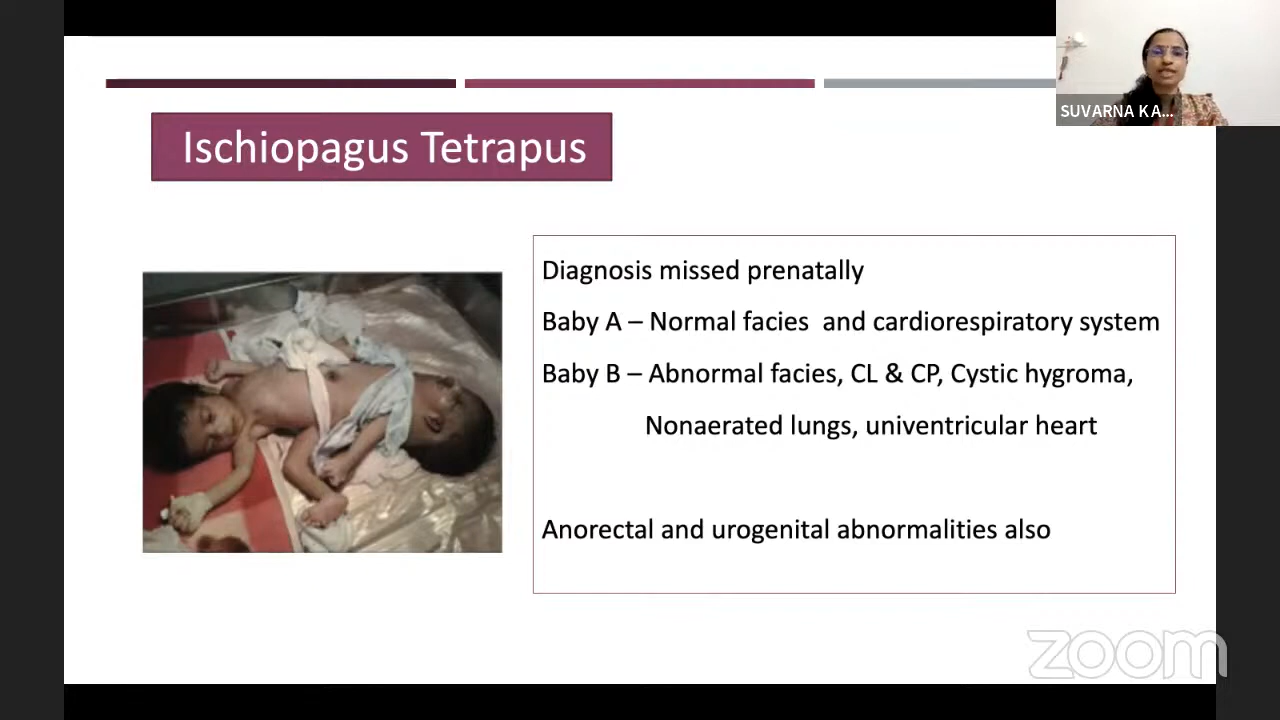 SUVARNA K A...
Ischiopagus Tetrapus
Diagnosis missed prenatally
Baby A – Normal facies and cardiorespiratory system
Baby B – Abnormal facies, CL & CP, Cystic hygroma,
Nonaerated lungs, univentricular heart
Anorectal and urogenital abnormalities also
zoom